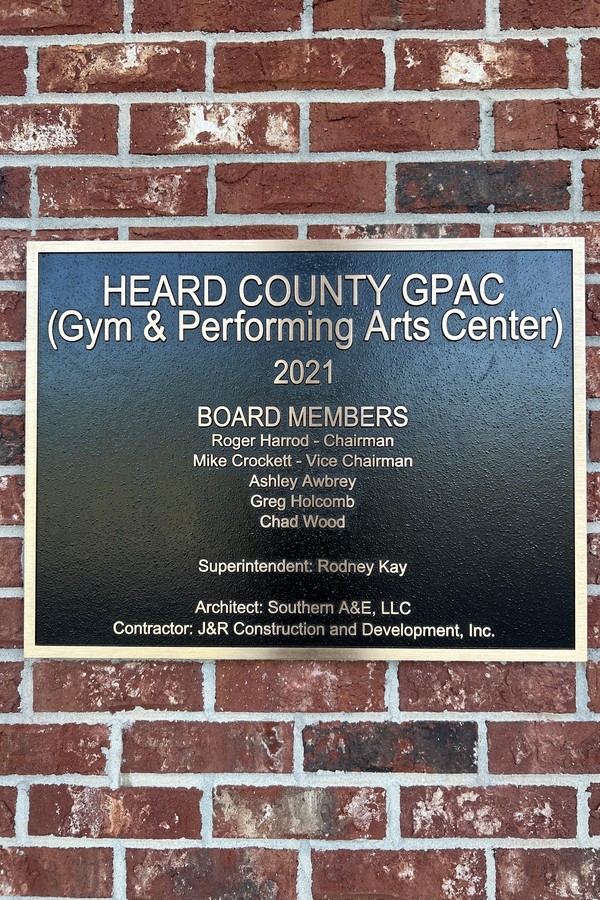 HEARD COUNTY GPAC
(Gym & Performing Arts Center)
2021
BOARD MEMBERS
Roger Harrod - Chairman
Mike Crockett - Vice Chairman
Ashley Awbrey
Greg Holcomb
Chad Wood
Superintendent: Rodney Kay
Architect: Southern A&E, LLC
Contractor: J&R Construction and Development, Inc.